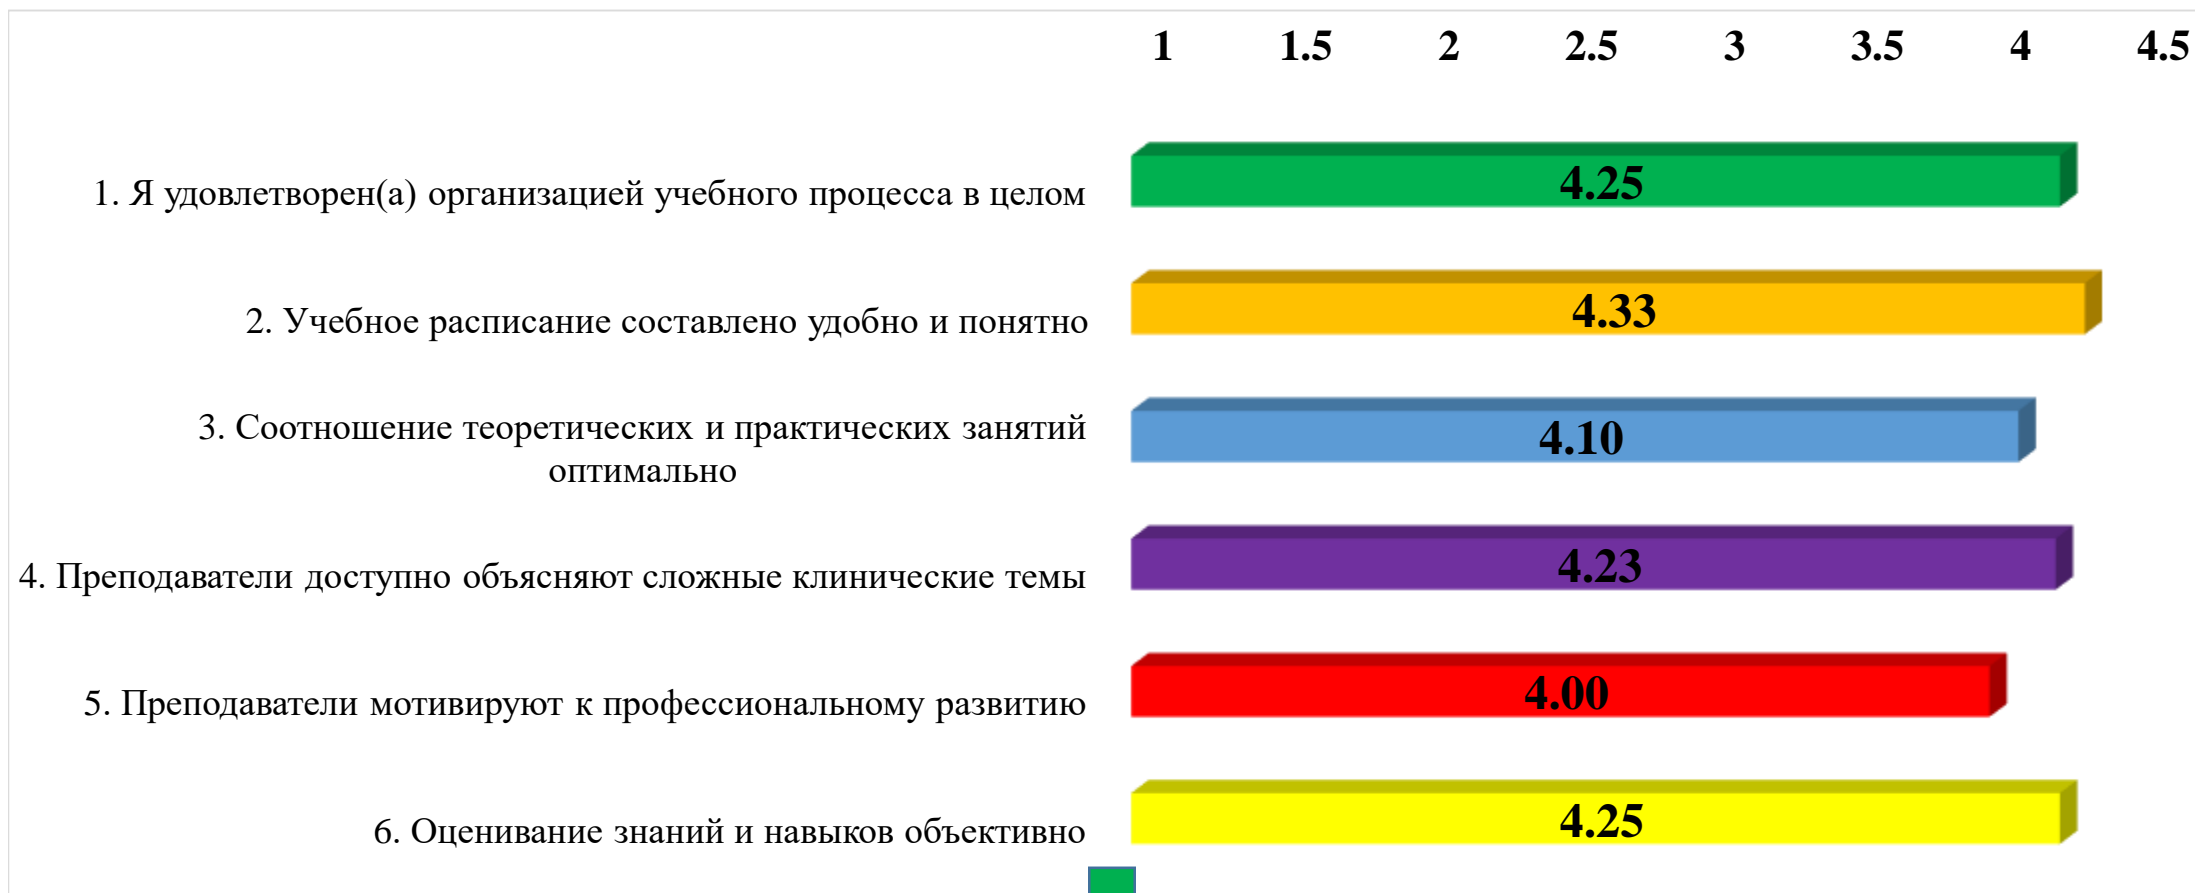 1 1.5 2 2.5 3 3.5 4 4.5
1. Я удовлетворен(а) организацией учебного процесса в целом
4.25
2. Учебное расписание составлено удобно и понятно
4.33
3. Соотношение теоретических и практических занятий
оптимально
4.10
4. Преподаватели доступно объясняют сложные клинические темы
4.23
5. Преподаватели мотивируют к профессиональному развитию
4.00
6. Оценивание знаний и навыков объективно
4.25